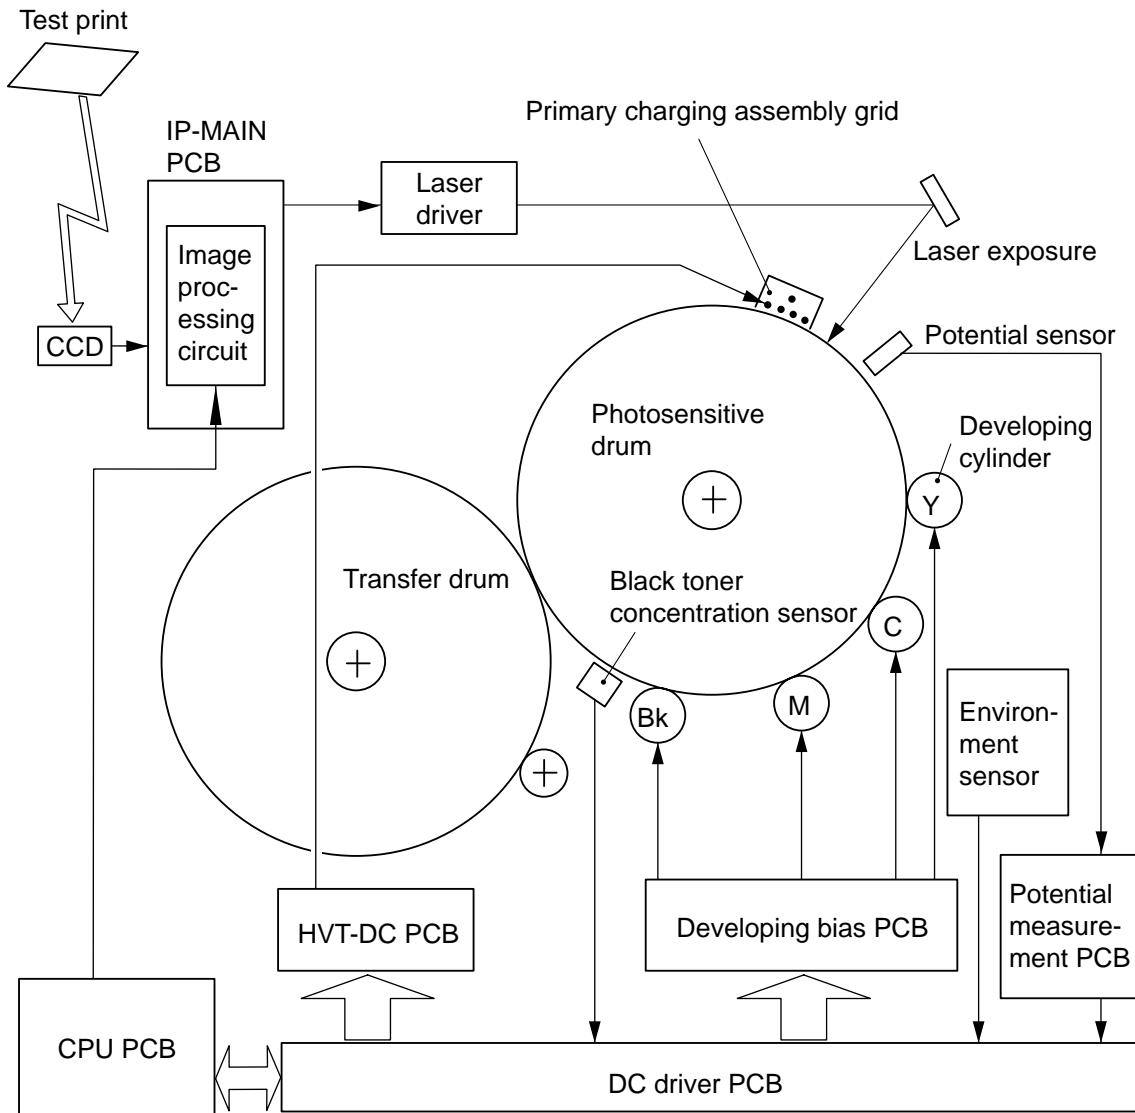 Test print
Primary charging assembly grid
IP-MAIN
PCB
Laser
driver
Image
proc-
essing
circuit
Laser exposure
CCD
Potential sensor
Photosensitive
drum
Developing
cylinder
Y
Transfer drum
Black toner
concentration sensor
C
M
Bk
Environ-
ment
sensor
HVT-DC PCB
Developing bias PCB
Potential
measure-
ment PCB
CPU PCB
DC driver PCB